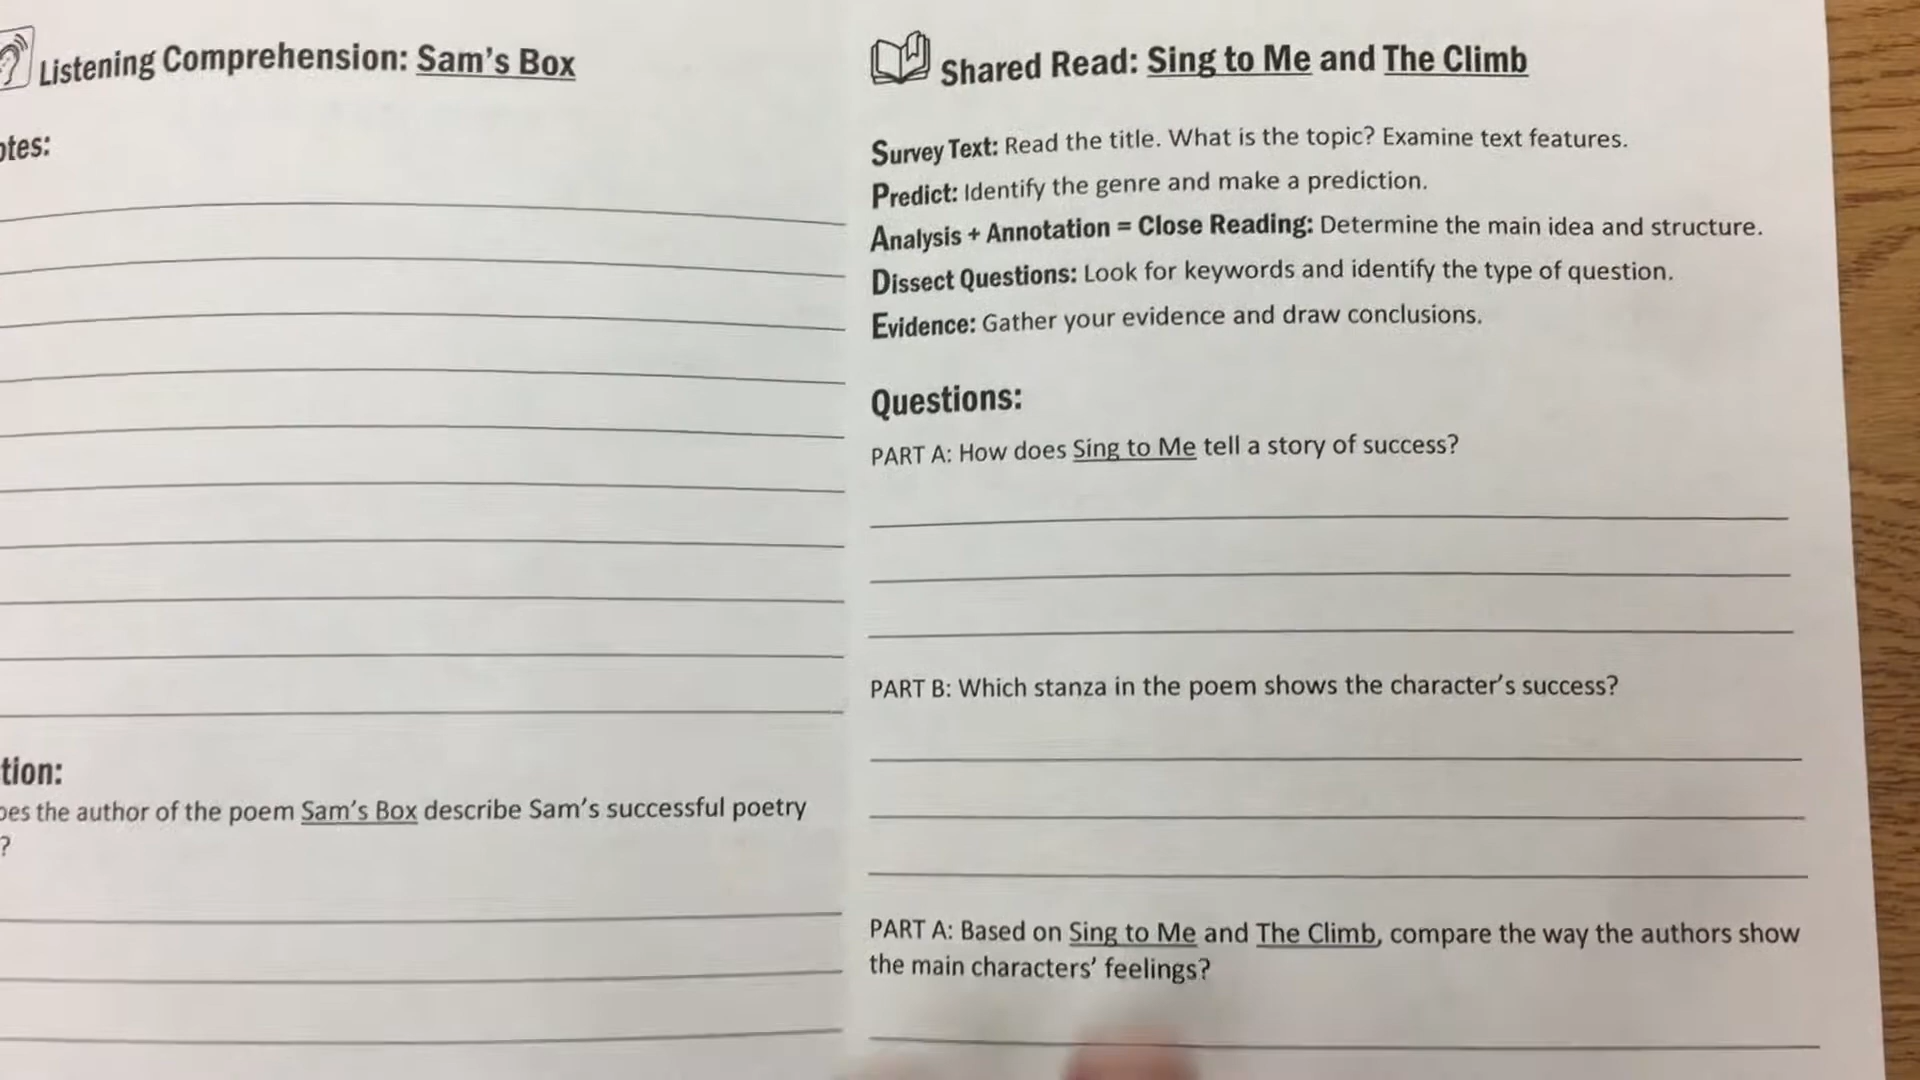 Listening Comprehension: Sam's Box
Shared Read: Sing to Me and The Climb
Survey Text: Read the title. What is the topic? Examine text features.
Predict: Identify the genre and make a prediction.
Analysis + Annotation = Close Reading: Determine the main idea and structure.
Dissect Questions: Look for keywords and identify the type of question.
Evidence: Gather your evidence and draw conclusions.
Questions:
PART A: How does Sing to Me tell a story of success?
PART B: Which stanza in the poem shows the character's success?
PART A: Based on Sing to Me and The Climb, compare the way the authors show
the main characters' feelings?
the author of the poem Sam's Box describe Sam's successful poetry
?